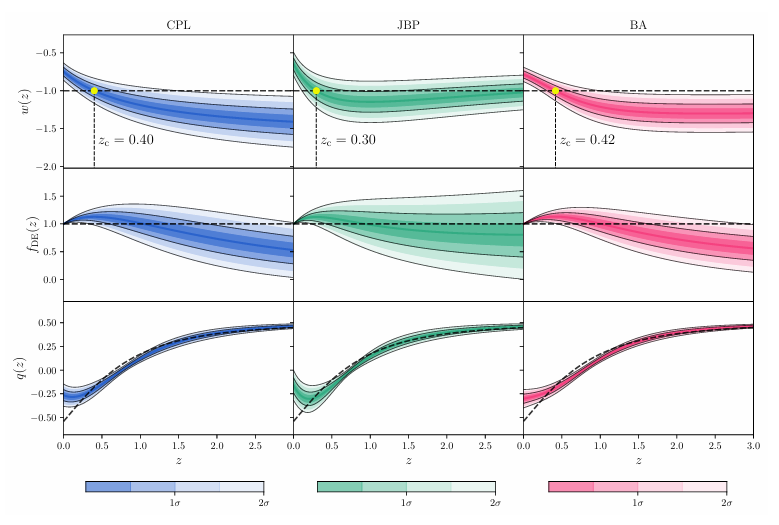 CPL JBP BA
w(z)
−0.5
−1.0
−1.5
−2.0
z_c = 0.40
z_c = 0.30
z_c = 0.42
f_DE(z)
1.5
1.0
0.5
0.0
q(z)
0.50
0.25
0.00
−0.25
−0.50
0.0 0.5 1.0 1.5 2.0 2.5 0.0 0.5 1.0 1.5 2.0 2.5 0.0 0.5 1.0 1.5 2.0 2.5 3.0
z z z
1σ 2σ 1σ 2σ 1σ 2σ